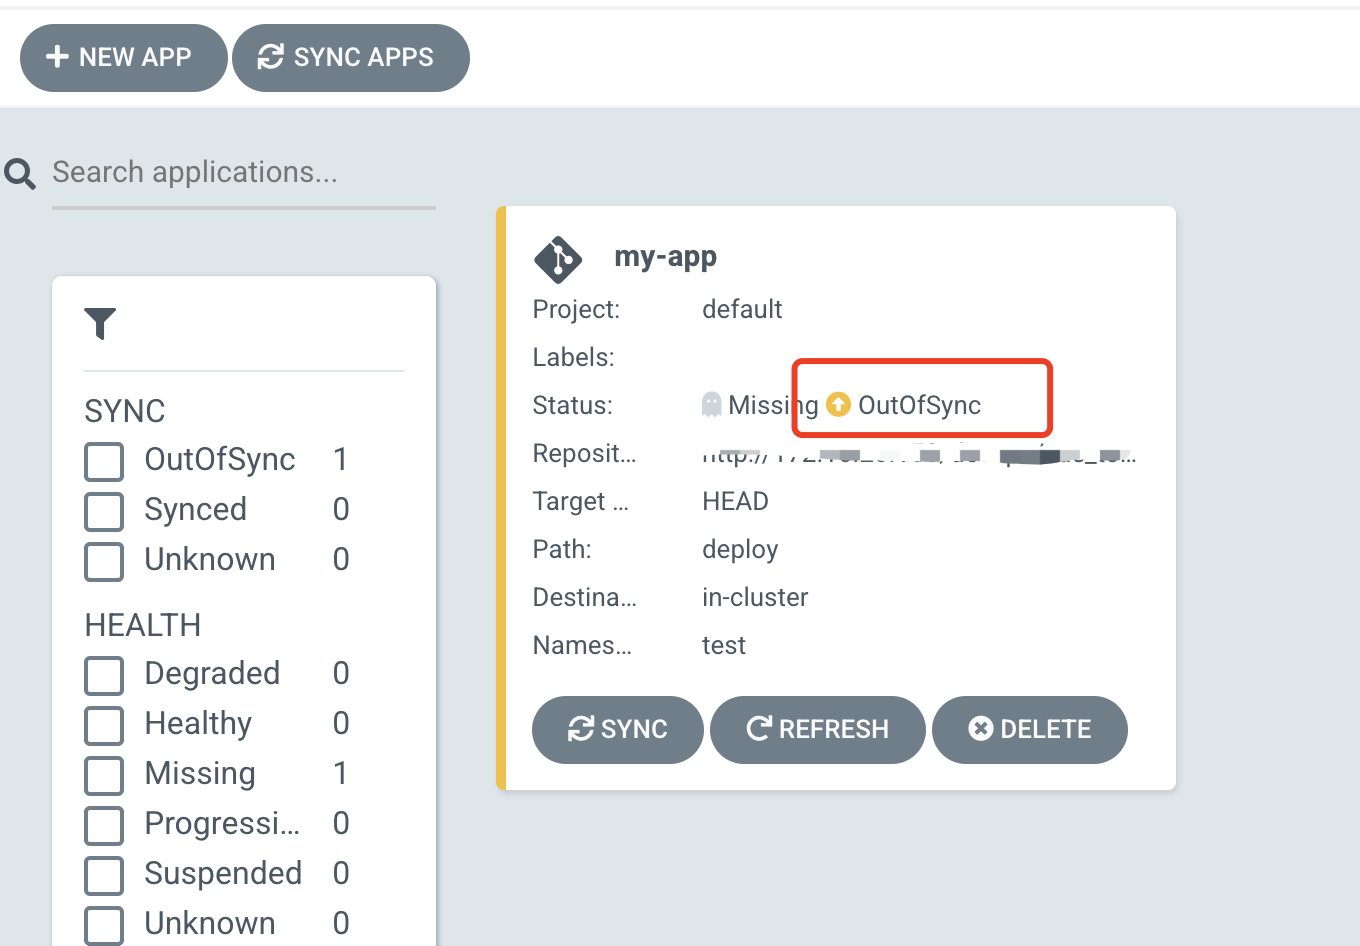 NEW APP SYNC APPS
Search applications...
SYNC
OutOfSync 1
Synced 0
Unknown 0
HEALTH
Degraded 0
Healthy 0
Missing 1
Progressi... 0
Suspended 0
Unknown 0
my-app
Project: default
Labels:
Status: Missing OutOfSync
Reposit...
Target ... HEAD
Path: deploy
Destina... in-cluster
Names... test
SYNC REFRESH DELETE